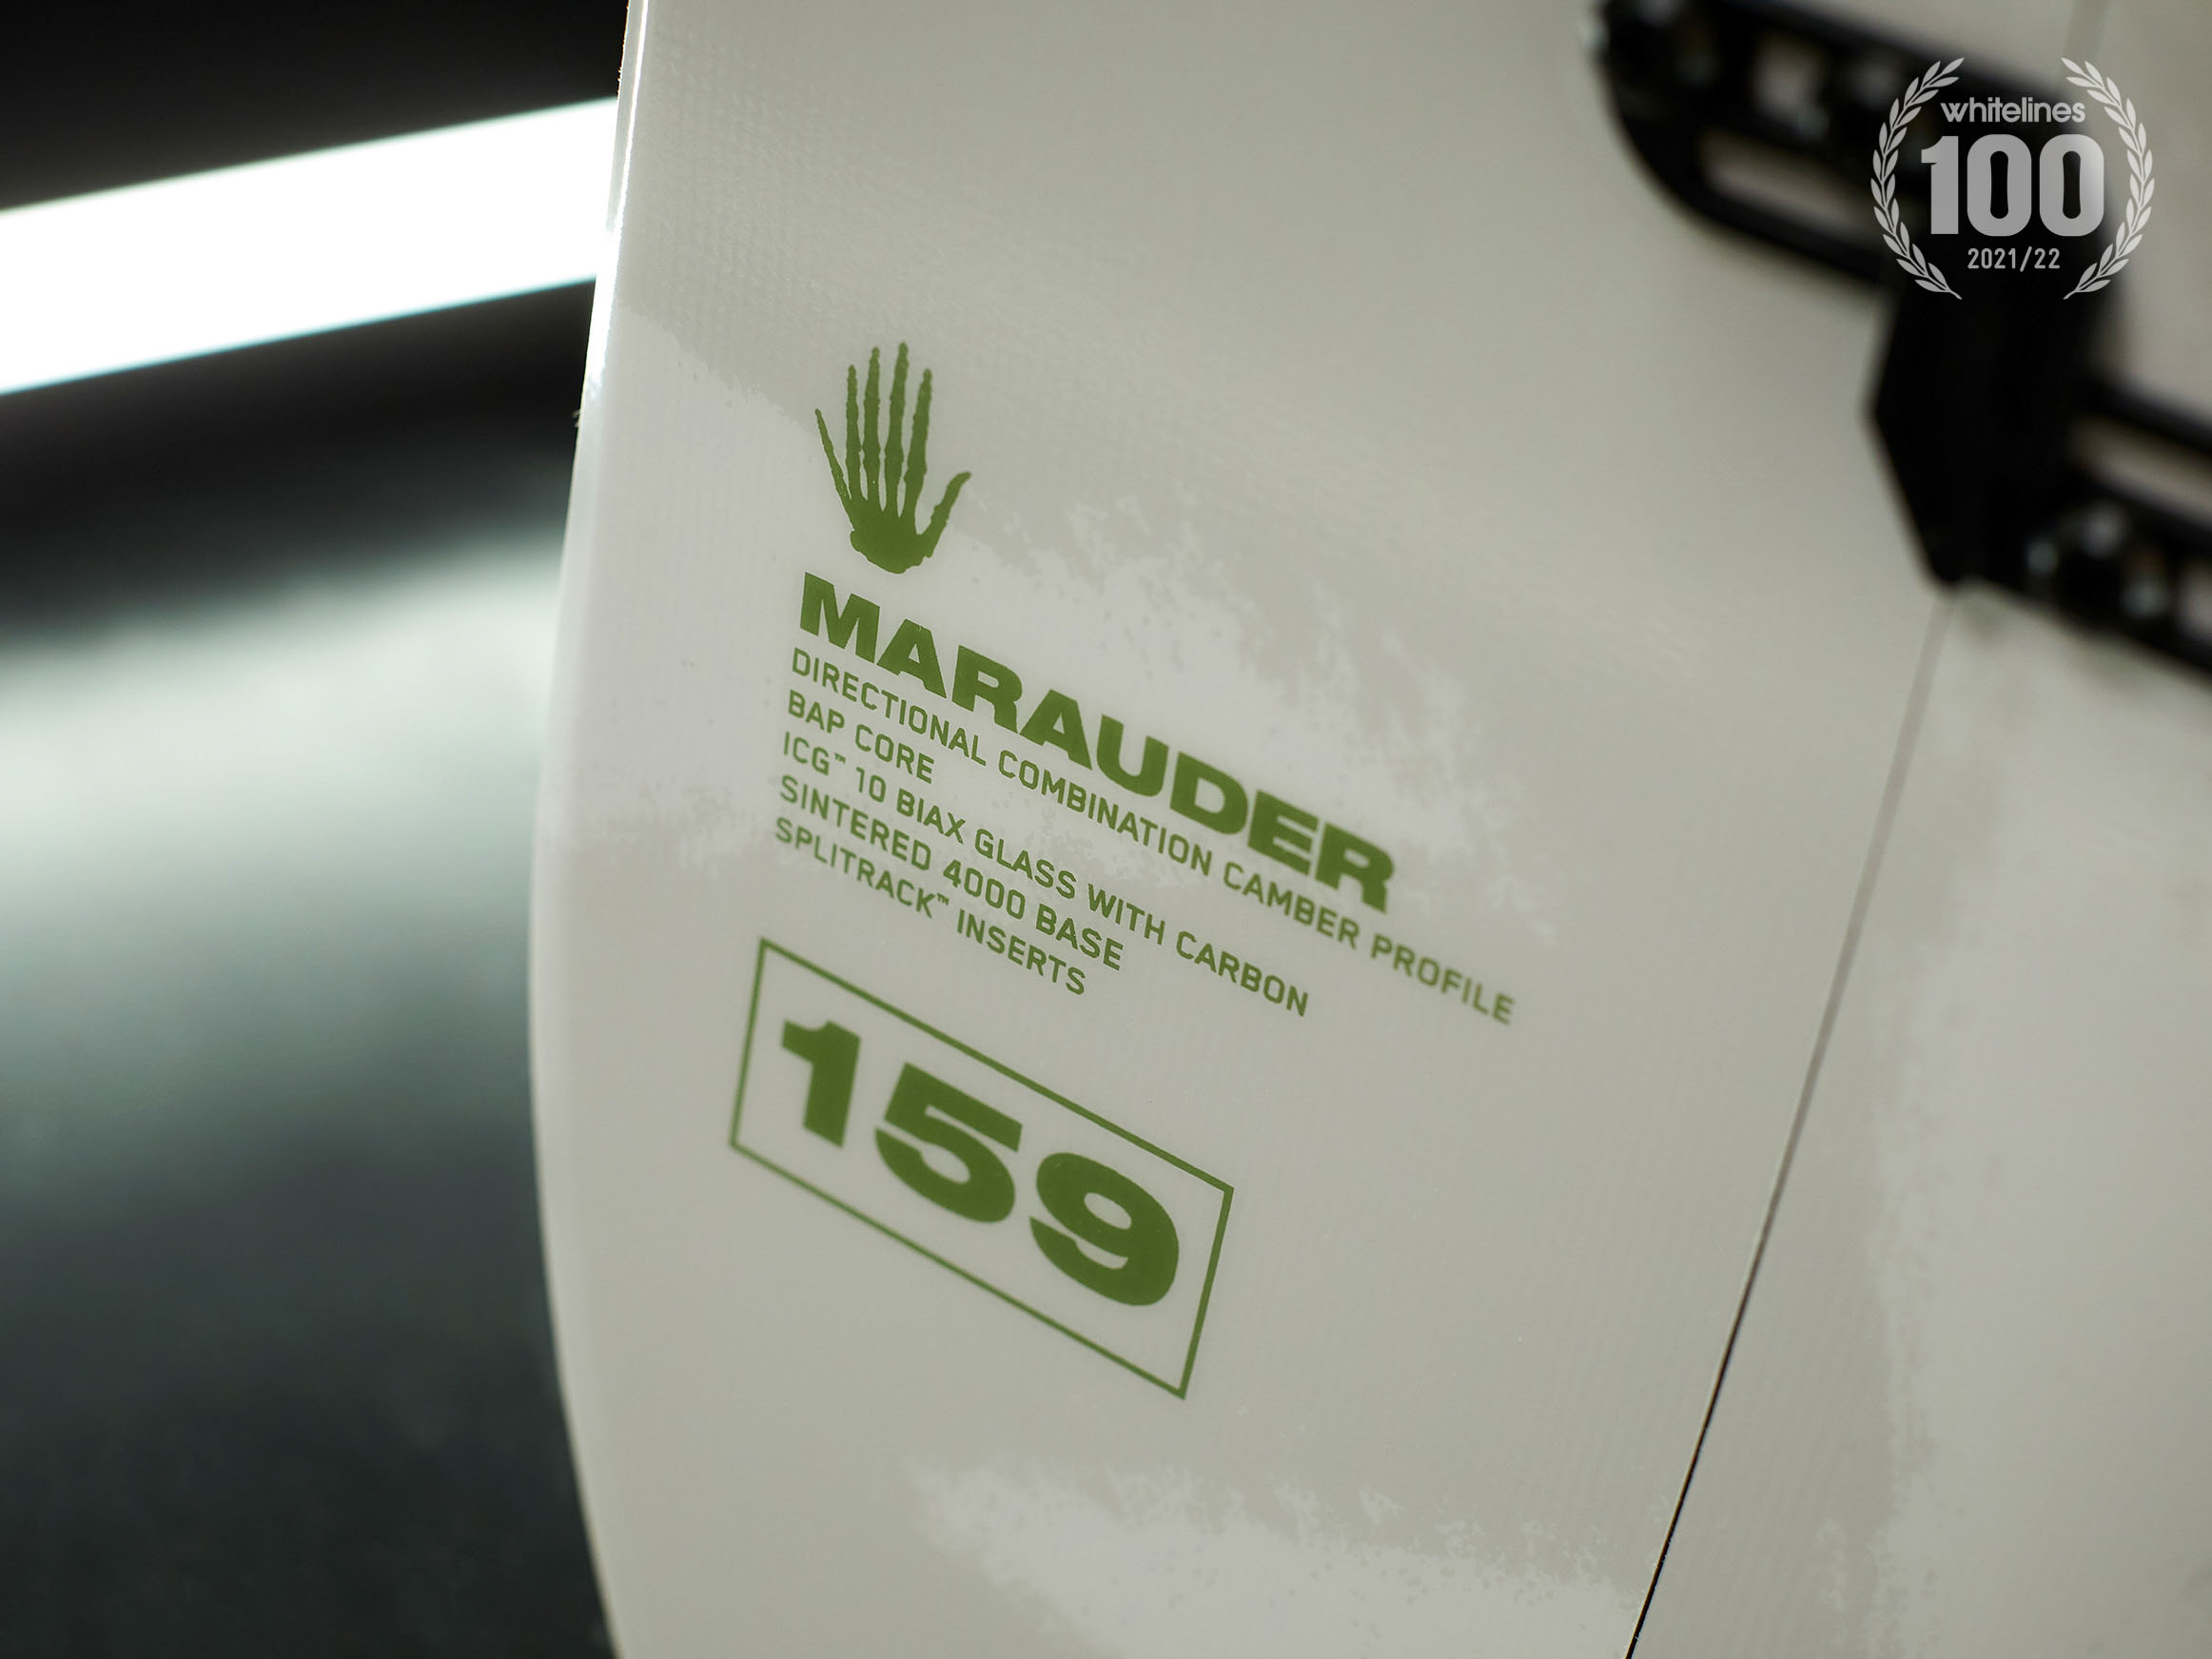 whitelines
100
2021/22
MARAUDER
DIRECTIONAL COMBINATION CAMBER PROFILE
BAP CORE
ICG™ 10 BIAX GLASS WITH CARBON
SINTERED 4000 BASE
SPLITRACK™ INSERTS
159